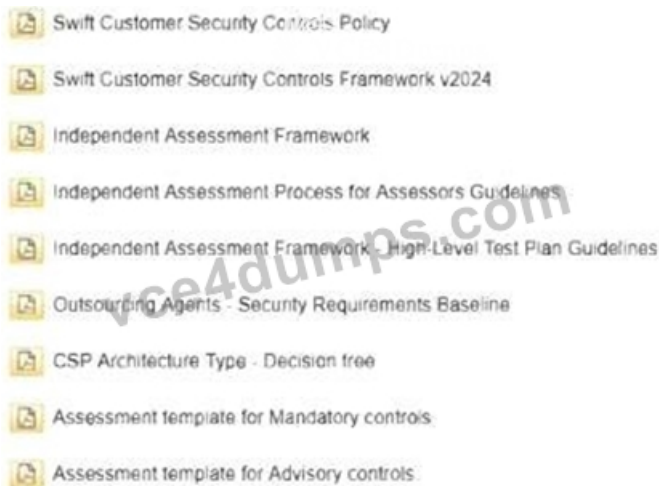 Swift Customer Security Controls Policy
Swift Customer Security Controls Framework v2024
Independent Assessment Framework
Independent Assessment Process for Assessors Guidelines
Independent Assessment Framework - High-Level Test Plan Guidelines
vce4dumps.com
Outsourcing Agents - Security Requirements Baseline
CSP Architecture Type - Decision tree
Assessment template for Mandatory controls
Assessment template for Advisory controls